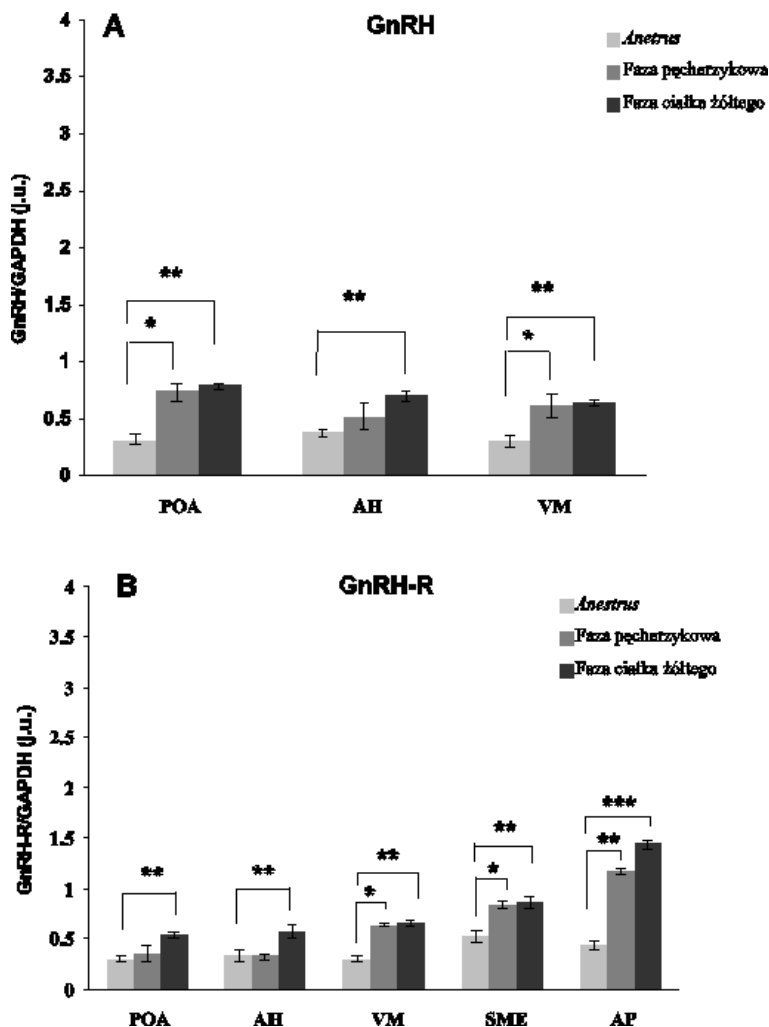 A
GnRH
Anetrus
Faza pęcherzykowa
Faza ciałka żółtego
GnRH/GAPDH (j.u.)
4
3.5
3
2.5
2
1.5
1
0.5
0
**
*
**
**
*
POA
AH
VM
B
GnRH-R
Anestrus
Faza pęcherzykowa
Faza ciałka żółtego
GnRH-R/GAPDH (j.u.)
4
3.5
3
2.5
2
1.5
1
0.5
0
**
**
**
*
**
*
***
**
POA
AH
VM
SME
AP